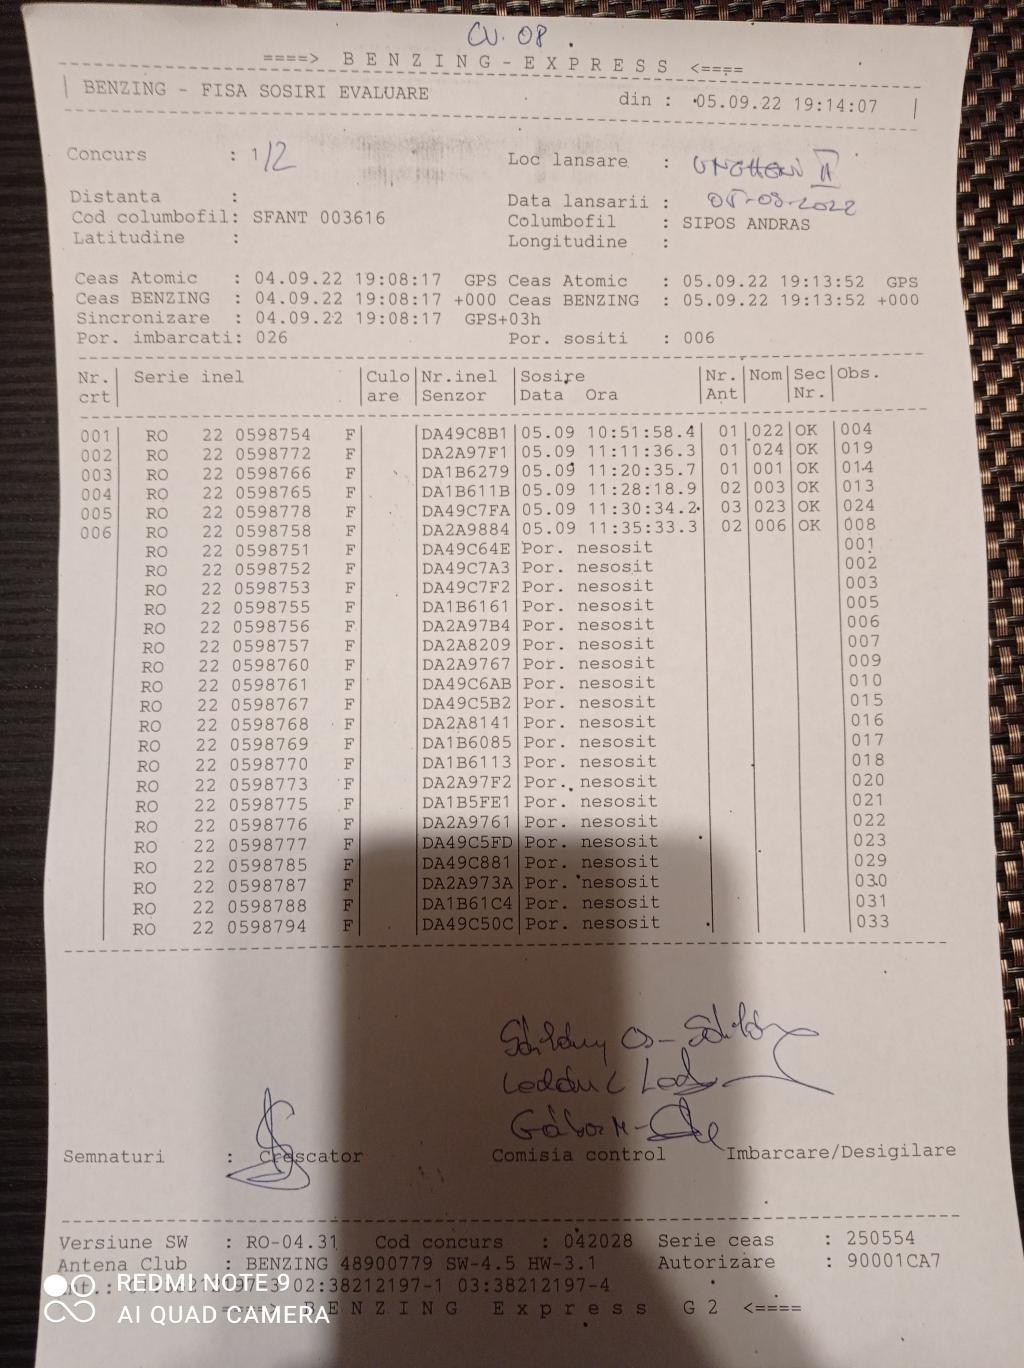 CU. 08
====> B E N Z I N G - E X P R E S S <====
| BENZING - FISA SOSIRI EVALUARE din : 05.09.22 19:14:07 |
Concurs : 1/2 Loc lansare : UNGHENI II
Distanta : Data lansarii : 05-09-2022
Cod columbofil: SFANT 003616 Columbofil : SIPOS ANDRAS
Latitudine : Longitudine :
Ceas Atomic : 04.09.22 19:08:17 GPS Ceas Atomic : 05.09.22 19:13:52 GPS
Ceas BENZING : 04.09.22 19:08:17 +000 Ceas BENZING : 05.09.22 19:13:52 +000
Sincronizare : 04.09.22 19:08:17 GPS+03h
Por. imbarcati: 026 Por. sositi : 006
Nr.| Serie inel |Culo|Nr.inel |Sosire |Nr.|Nom|Sec|Obs.
crt| |are |Senzor |Data Ora |Ant| |Nr.|
001| RO 22 0598754 F| |DA49C8B1|05.09 10:51:58.4| 01|022|OK |004
002| RO 22 0598772 F| |DA2A97F1|05.09 11:11:36.3| 01|024|OK |019
003| RO 22 0598766 F| |DA1B6279|05.09 11:20:35.7| 01|001|OK |014
004| RO 22 0598765 F| |DA1B611B|05.09 11:28:18.9| 02|003|OK |013
005| RO 22 0598778 F| |DA49C7FA|05.09 11:30:34.2| 03|023|OK |024
006| RO 22 0598758 F| |DA2A9884|05.09 11:35:33.3| 02|006|OK |008
RO 22 0598751 F| |DA49C64E|Por. nesosit 001
RO 22 0598752 F| |DA49C7A3|Por. nesosit 002
RO 22 0598753 F| |DA49C7F2|Por. nesosit 003
RO 22 0598755 F| |DA1B6161|Por. nesosit 005
RO 22 0598756 F| |DA2A97B4|Por. nesosit 006
RO 22 0598757 F| |DA2A8209|Por. nesosit 007
RO 22 0598760 F| |DA2A9767|Por. nesosit 009
RO 22 0598761 F| |DA49C6AB|Por. nesosit 010
RO 22 0598767 F| |DA49C5B2|Por. nesosit 015
RO 22 0598768 F| |DA2A8141|Por. nesosit 016
RO 22 0598769 F| |DA1B6085|Por. nesosit 017
RO 22 0598770 F| |DA1B6113|Por. nesosit 018
RO 22 0598773 F| |DA2A97F2|Por. nesosit 020
RO 22 0598775 F| |DA1B5FE1|Por. nesosit 021
RO 22 0598776 F| |DA2A9761|Por. nesosit 022
RO 22 0598777 F| |DA49C5FD|Por. nesosit 023
RO 22 0598785 F| |DA49C881|Por. nesosit 029
RO 22 0598787 F| |DA2A973A|Por. nesosit 030
RO 22 0598788 F| |DA1B61C4|Por. nesosit 031
RO 22 0598794 F| |DA49C50C|Por. nesosit 033
Semnaturi : Crescator Comisia control Imbarcare/Desigilare
Versiune SW : RO-04.31 Cod concurs : 042028 Serie ceas : 250554
Antena Club : BENZING 48900779 SW-4.5 HW-3.1 Autorizare : 90001CA7
02:38212197-1 03:38212197-4
B E N Z I N G E x p r e s s G 2 <====
REDMI NOTE 9
AI QUAD CAMERA